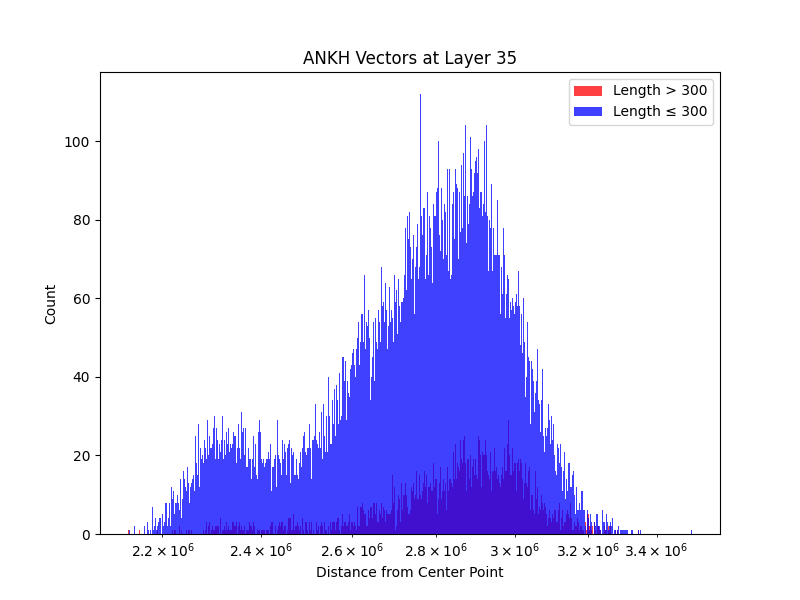 ANKH Vectors at Layer 35
Length > 300
Length ≤ 300
Count
100
80
60
40
20
0
2.2 × 10⁶
2.4 × 10⁶
2.6 × 10⁶
2.8 × 10⁶
3 × 10⁶
3.2 × 10⁶
3.4 × 10⁶
Distance from Center Point